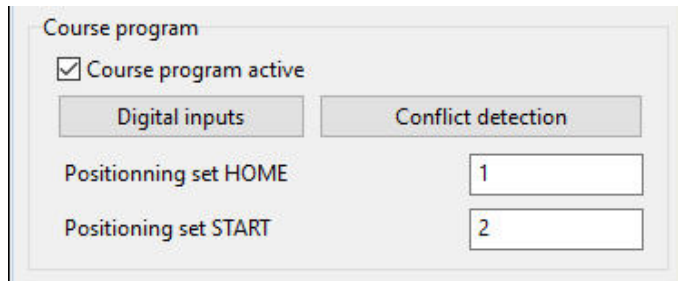 Course program
Course program active
Digital inputs Conflict detection
Positionning set HOME 1
Positioning set START 2